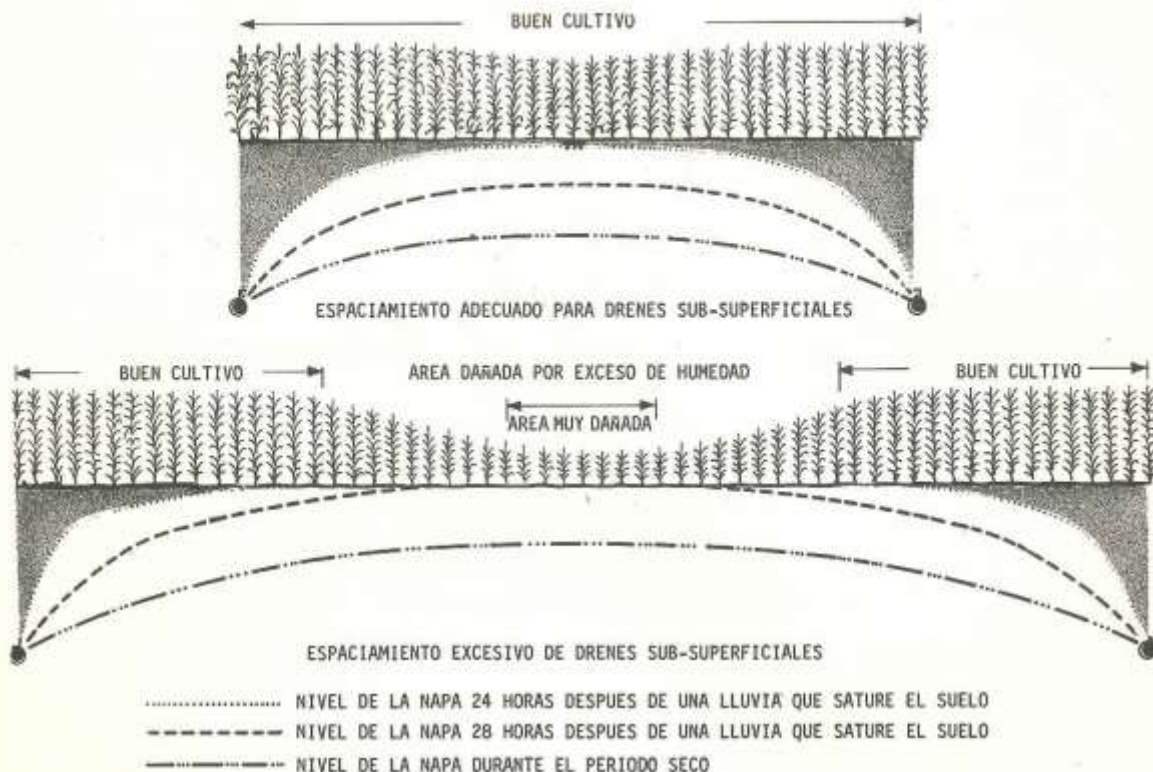 BUEN CULTIVO
ESPACIAMIENTO ADECUADO PARA DRENES SUB-SUPERFICIALES
BUEN CULTIVO
AREA DAÑADA POR EXCESO DE HUMEDAD
BUEN CULTIVO
AREA MUY DAÑADA
ESPACIAMIENTO EXCESIVO DE DRENES SUB-SUPERFICIALES
NIVEL DE LA NAPA 24 HORAS DESPUES DE UNA LLUVIA QUE SATURE EL SUELO
NIVEL DE LA NAPA 28 HORAS DESPUES DE UNA LLUVIA QUE SATURE EL SUELO
NIVEL DE LA NAPA DURANTE EL PERIODO SECO